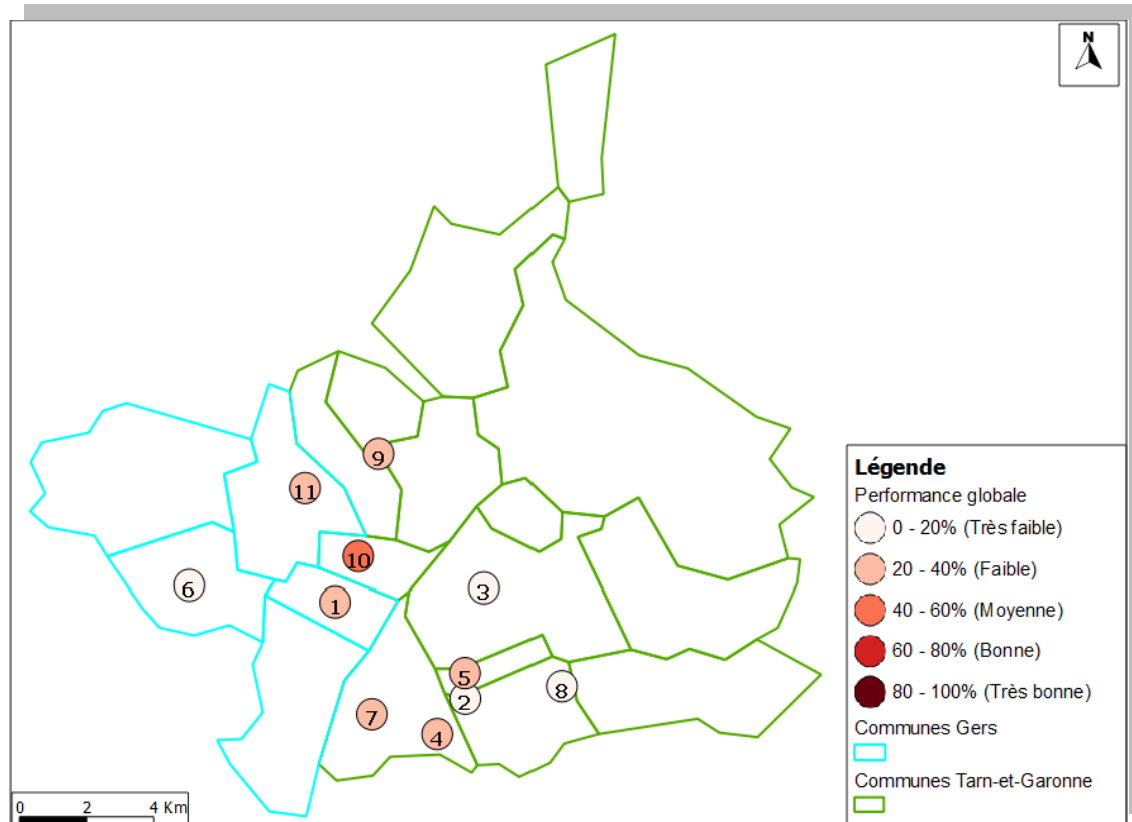 N
9
11
10
6
1
3
5
2
8
7
4
Légende
Performance globale
0 - 20% (Très faible)
20 - 40% (Faible)
40 - 60% (Moyenne)
60 - 80% (Bonne)
80 - 100% (Très bonne)
Communes Gers
Communes Tarn-et-Garonne
0 2 4 Km